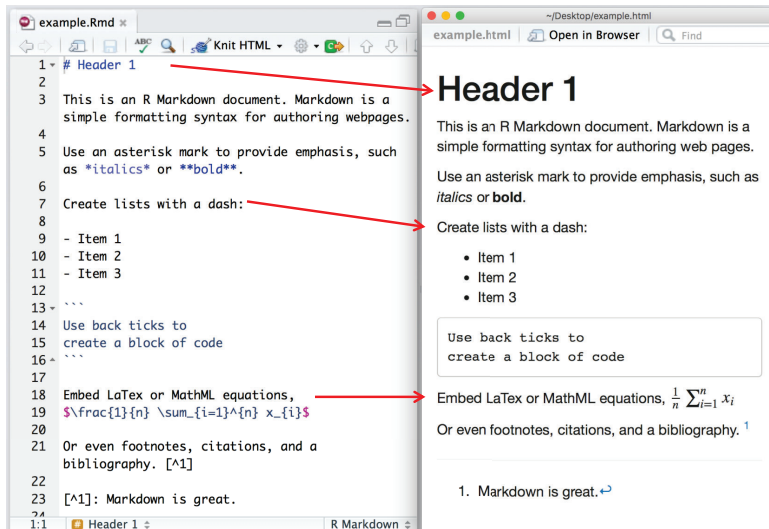 example.Rmd ×
ABC Knit HTML
1 # Header 1
2
3 This is an R Markdown document. Markdown is a
simple formatting syntax for authoring webpages.
4
5 Use an asterisk mark to provide emphasis, such
as *italics* or **bold**.
6
7 Create lists with a dash:
8
9 - Item 1
10 - Item 2
11 - Item 3
12
13 ```
14 Use back ticks to
15 create a block of code
16 ```
17
18 Embed LaTex or MathML equations,
19 $\frac{1}{n} \sum_{i=1}^{n} x_{i}$
20
21 Or even footnotes, citations, and a
bibliography. [^1]
22
23 [^1]: Markdown is great.
24
1:1 # Header 1 R Markdown
~/Desktop/example.html
example.html Open in Browser Find
Header 1
This is an R Markdown document. Markdown is a
simple formatting syntax for authoring web pages.
Use an asterisk mark to provide emphasis, such as
italics or bold.
Create lists with a dash:
• Item 1
• Item 2
• Item 3
Use back ticks to
create a block of code
Embed LaTex or MathML equations, 1/n ∑ⁿᵢ₌₁ xᵢ
Or even footnotes, citations, and a bibliography. 1
1. Markdown is great.↩